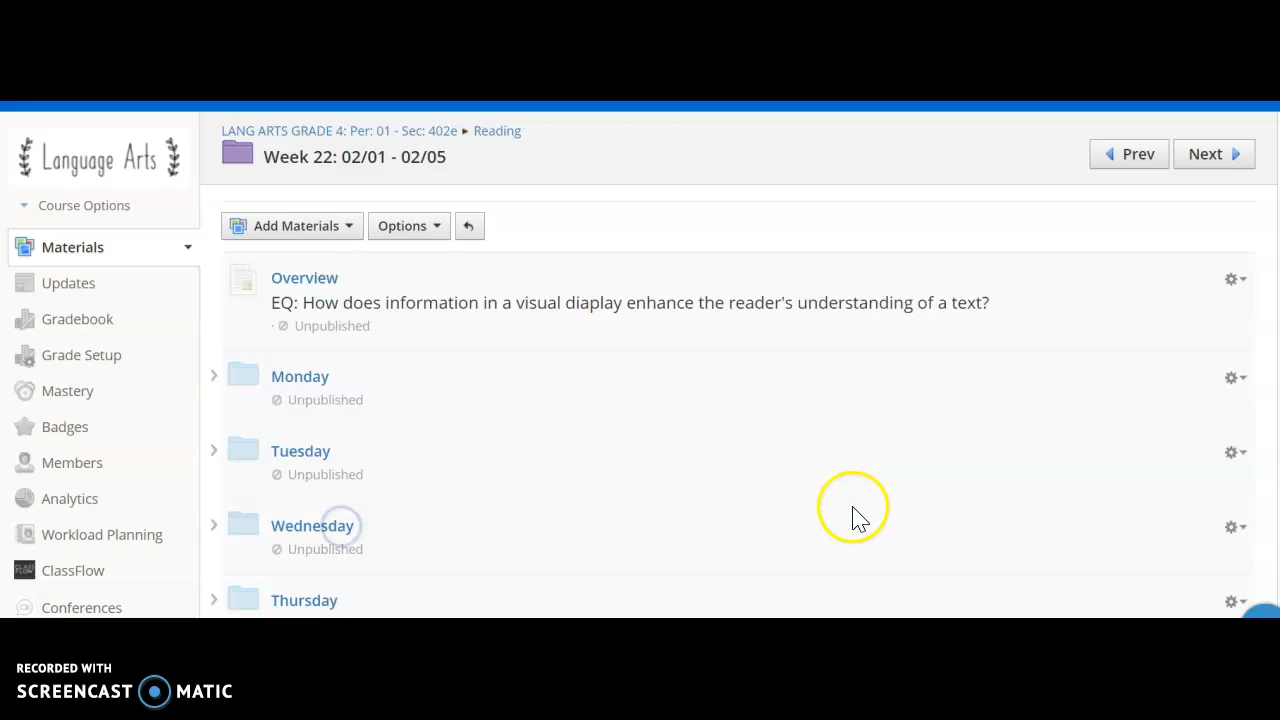 LANG ARTS GRADE 4: Per: 01 - Sec: 402e ▸ Reading
Week 22: 02/01 - 02/05
Prev
Next
Language Arts
Course Options
Materials
Updates
Gradebook
Grade Setup
Mastery
Badges
Members
Analytics
Workload Planning
ClassFlow
Conferences
Add Materials
Options
Overview
EQ: How does information in a visual diaplay enhance the reader's understanding of a text?
· Unpublished
Monday
Unpublished
Tuesday
Unpublished
Wednesday
Unpublished
Thursday
RECORDED WITH
SCREENCAST MATIC